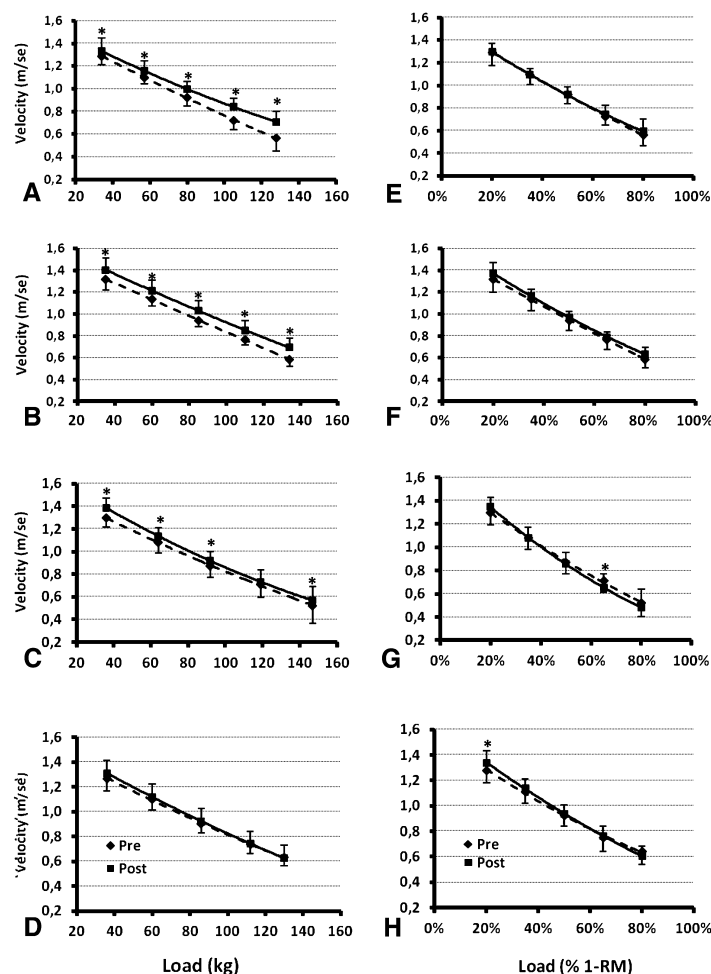 1,6
1,4
1,2
1,0
0,8
0,6
0,4
0,2
Velocity (m/se)
* * * * *
20 40 60 80 100 120 140 160
A
1,6
1,4
1,2
1,0
0,8
0,6
0,4
0,2
0% 20% 40% 60% 80% 100%
E
1,6
1,4
1,2
1,0
0,8
0,6
0,4
0,2
Velocity (m/se)
* * * * *
20 40 60 80 100 120 140 160
B
1,6
1,4
1,2
1,0
0,8
0,6
0,4
0,2
0% 20% 40% 60% 80% 100%
F
1,6
1,4
1,2
1,0
0,8
0,6
0,4
0,2
Velocity (m/se)
* * * *
20 40 60 80 100 120 140 160
C
1,6
1,4
1,2
1,0
0,8
0,6
0,4
0,2
*
0% 20% 40% 60% 80% 100%
G
1,6
1,4
1,2
1,0
0,8
0,6
0,4
0,2
Velocity (m/se)
Pre
Post
20 40 60 80 100 120 140 160
D
Load (kg)
1,6
1,4
1,2
1,0
0,8
0,6
0,4
0,2
*
Pre
Post
0% 20% 40% 60% 80% 100%
H
Load (% 1-RM)